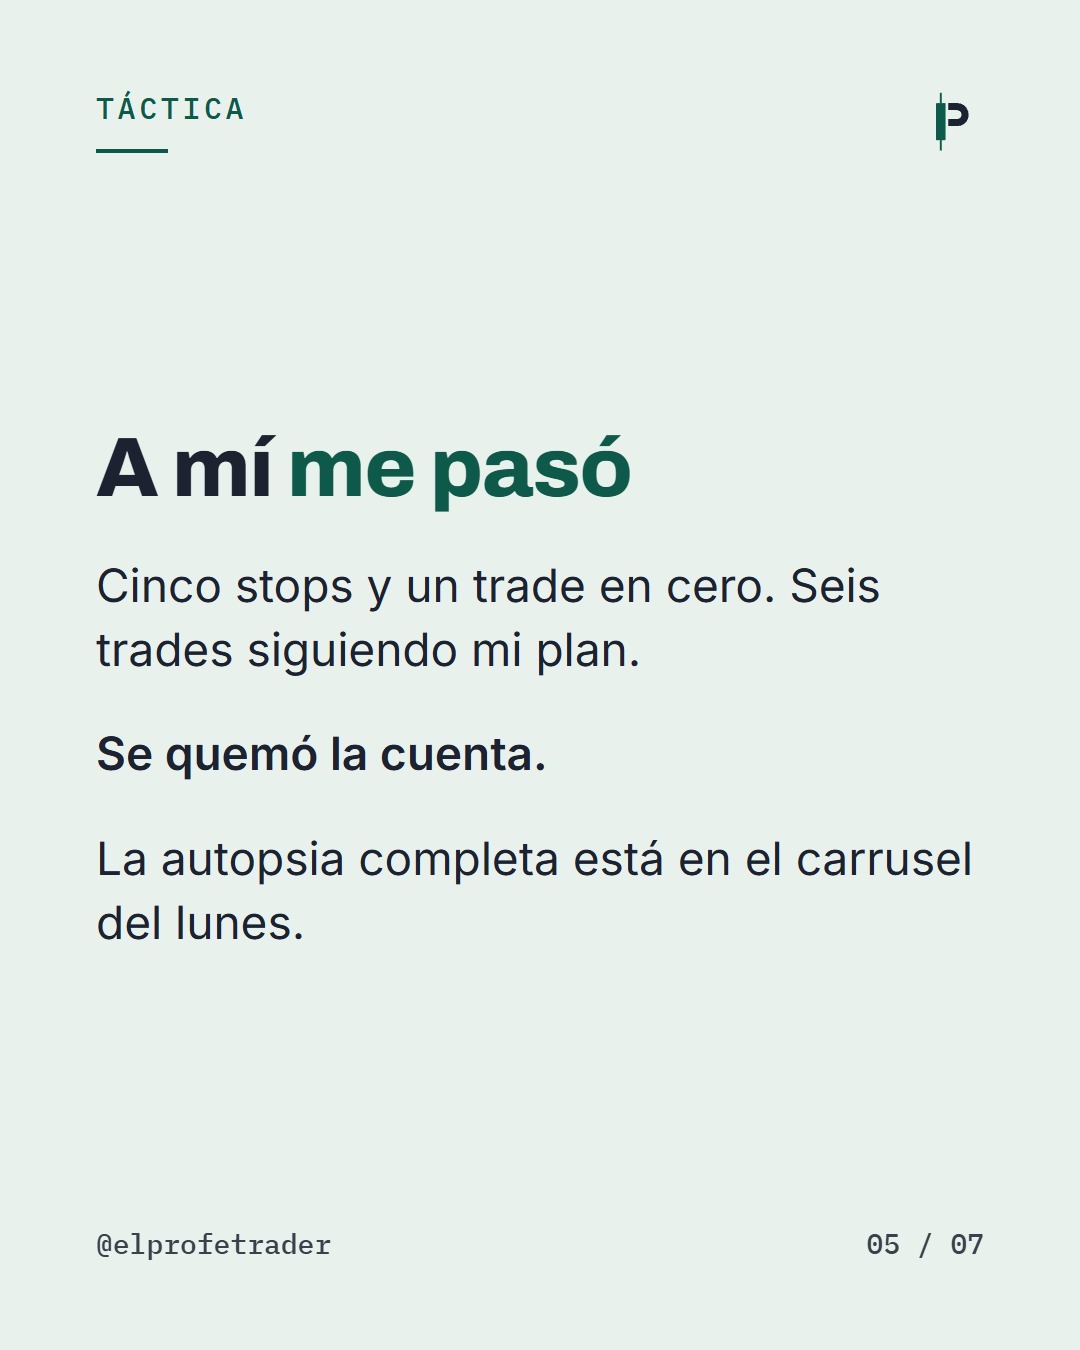 TÁCTICA
A mí me pasó
Cinco stops y un trade en cero. Seis
trades siguiendo mi plan.
Se quemó la cuenta.
La autopsia completa está en el carrusel
del lunes.
@elprofetrader
05 / 07